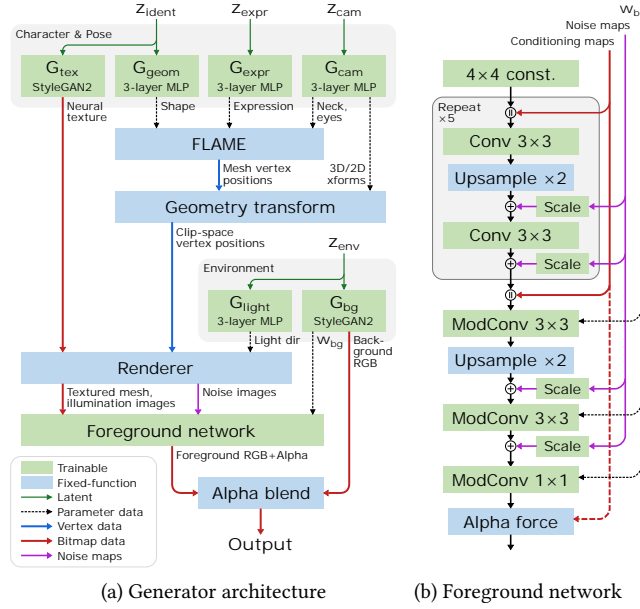 z_ident
z_expr
z_cam
Character & Pose
G_tex
StyleGAN2
G_geom
3-layer MLP
G_expr
3-layer MLP
G_cam
3-layer MLP
Neural
texture
Shape
Expression
Neck,
eyes
FLAME
Mesh vertex
positions
3D/2D
xforms
Geometry transform
Clip-space
vertex positions
z_env
Environment
G_light
3-layer MLP
G_bg
StyleGAN2
Light dir
w_bg
Back-
ground
RGB
Renderer
Textured mesh,
illumination images
Noise images
Foreground network
Foreground RGB+Alpha
Alpha blend
Output
Trainable
Fixed-function
Latent
Parameter data
Vertex data
Bitmap data
Noise maps
(a) Generator architecture
w_b
Noise maps
Conditioning maps
4×4 const.
Repeat
×5
Conv 3×3
Upsample ×2
Scale
Conv 3×3
Scale
ModConv 3×3
Upsample ×2
Scale
ModConv 3×3
Scale
ModConv 1×1
Alpha force
(b) Foreground network